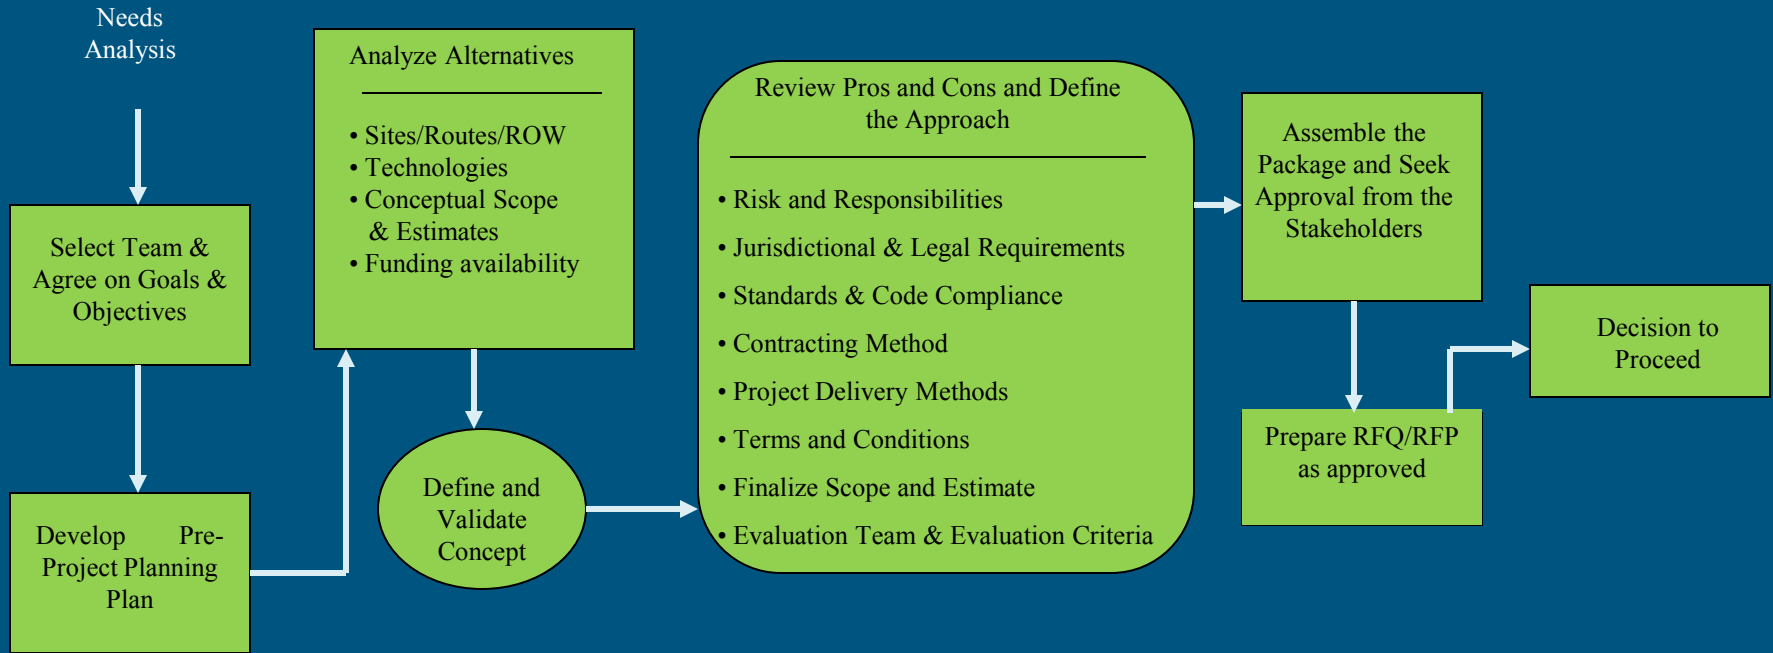 Needs
Analysis
Select Team &
Agree on Goals &
Objectives
Develop Pre-
Project Planning
Plan
Analyze Alternatives
• Sites/Routes/ROW
• Technologies
• Conceptual Scope
& Estimates
• Funding availability
Define and
Validate
Concept
Review Pros and Cons and Define
the Approach
• Risk and Responsibilities
• Jurisdictional & Legal Requirements
• Standards & Code Compliance
• Contracting Method
• Project Delivery Methods
• Terms and Conditions
• Finalize Scope and Estimate
• Evaluation Team & Evaluation Criteria
Assemble the
Package and Seek
Approval from the
Stakeholders
Prepare RFQ/RFP
as approved
Decision to
Proceed